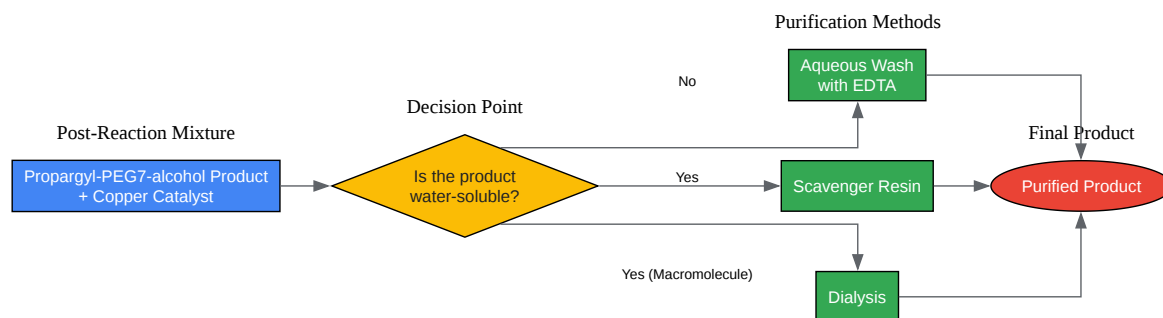 Purification Methods
No
Aqueous Wash
with EDTA
Decision Point
Post-Reaction Mixture
Final Product
Propargyl-PEG7-alcohol Product
+ Copper Catalyst
Is the product
water-soluble?
Yes
Scavenger Resin
Purified Product
Yes (Macromolecule)
Dialysis